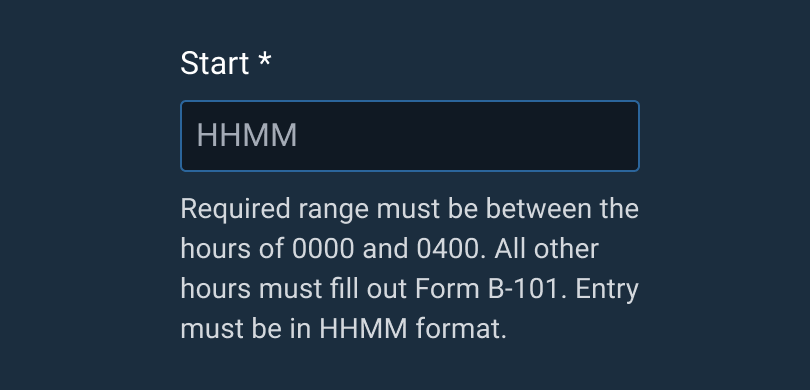 Start *
HHMM
Required range must be between the
hours of 0000 and 0400. All other
hours must fill out Form B-101. Entry
must be in HHMM format.